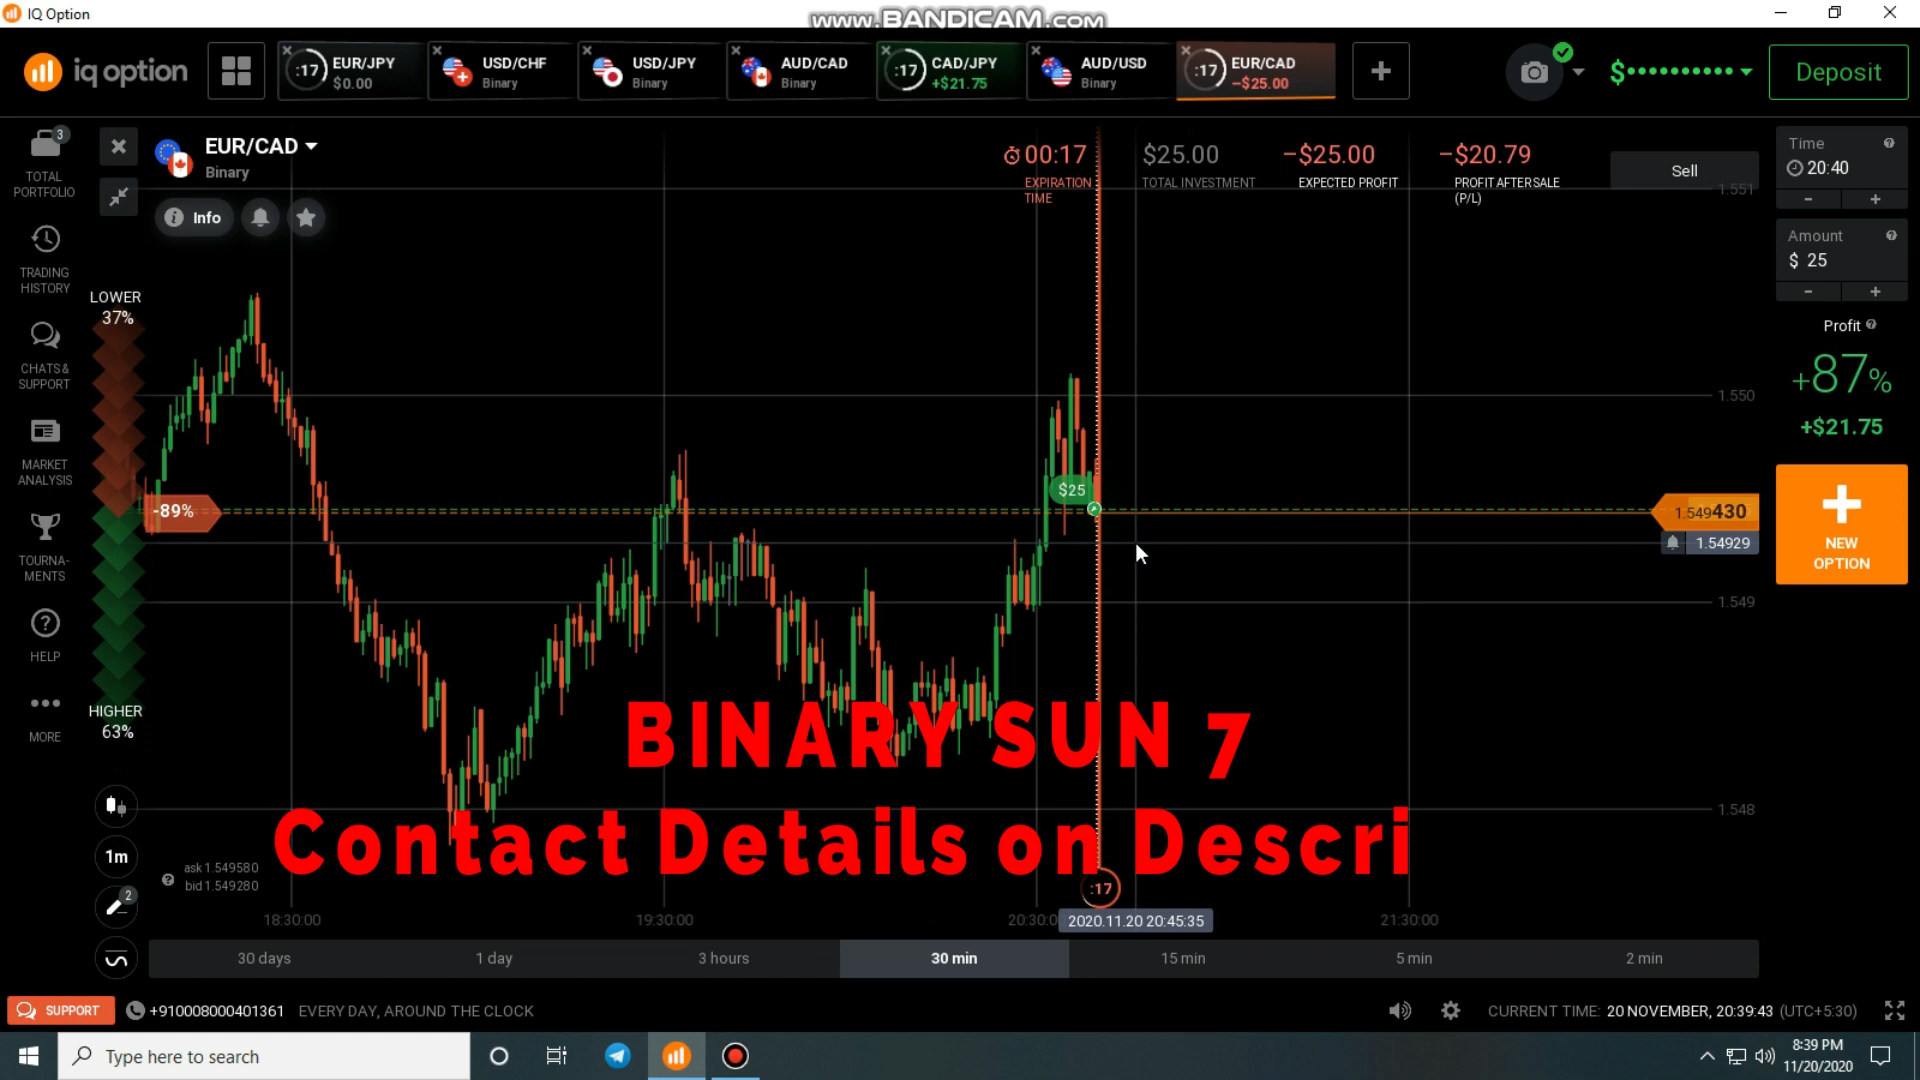 IQ Option
www.BANDICAM.com
iq option
:17 EUR/JPY $0.00
USD/CHF Binary
USD/JPY Binary
AUD/CAD Binary
:17 CAD/JPY +$21.75
AUD/USD Binary
:17 EUR/CAD –$25.00
$
Deposit
3
TOTAL
PORTFOLIO
TRADING
HISTORY
CHATS &
SUPPORT
MARKET
ANALYSIS
TOURNA-
MENTS
HELP
MORE
EUR/CAD
Binary
Info
00:17
EXPIRATION
TIME
$25.00
TOTAL INVESTMENT
–$25.00
EXPECTED PROFIT
–$20.79
PROFIT AFTER SALE
(P/L)
Sell
Time
20:40
- +
Amount
$ 25
- +
Profit
+87%
+$21.75
NEW
OPTION
LOWER
37%
HIGHER
63%
-89%
$25
1.551
1.550
1.549430
1.54929
1.549
1.548
BINARY SUN 7
Contact Details on Descri
1m
2
ask 1.549580
bid 1.549280
:17
18:30:00
19:30:00
20:30:0
2020.11.20 20:45:35
21:30:00
30 days
1 day
3 hours
30 min
15 min
5 min
2 min
SUPPORT
+910008000401361 EVERY DAY, AROUND THE CLOCK
CURRENT TIME: 20 NOVEMBER, 20:39:43 (UTC+5:30)
Type here to search
8:39 PM
11/20/2020